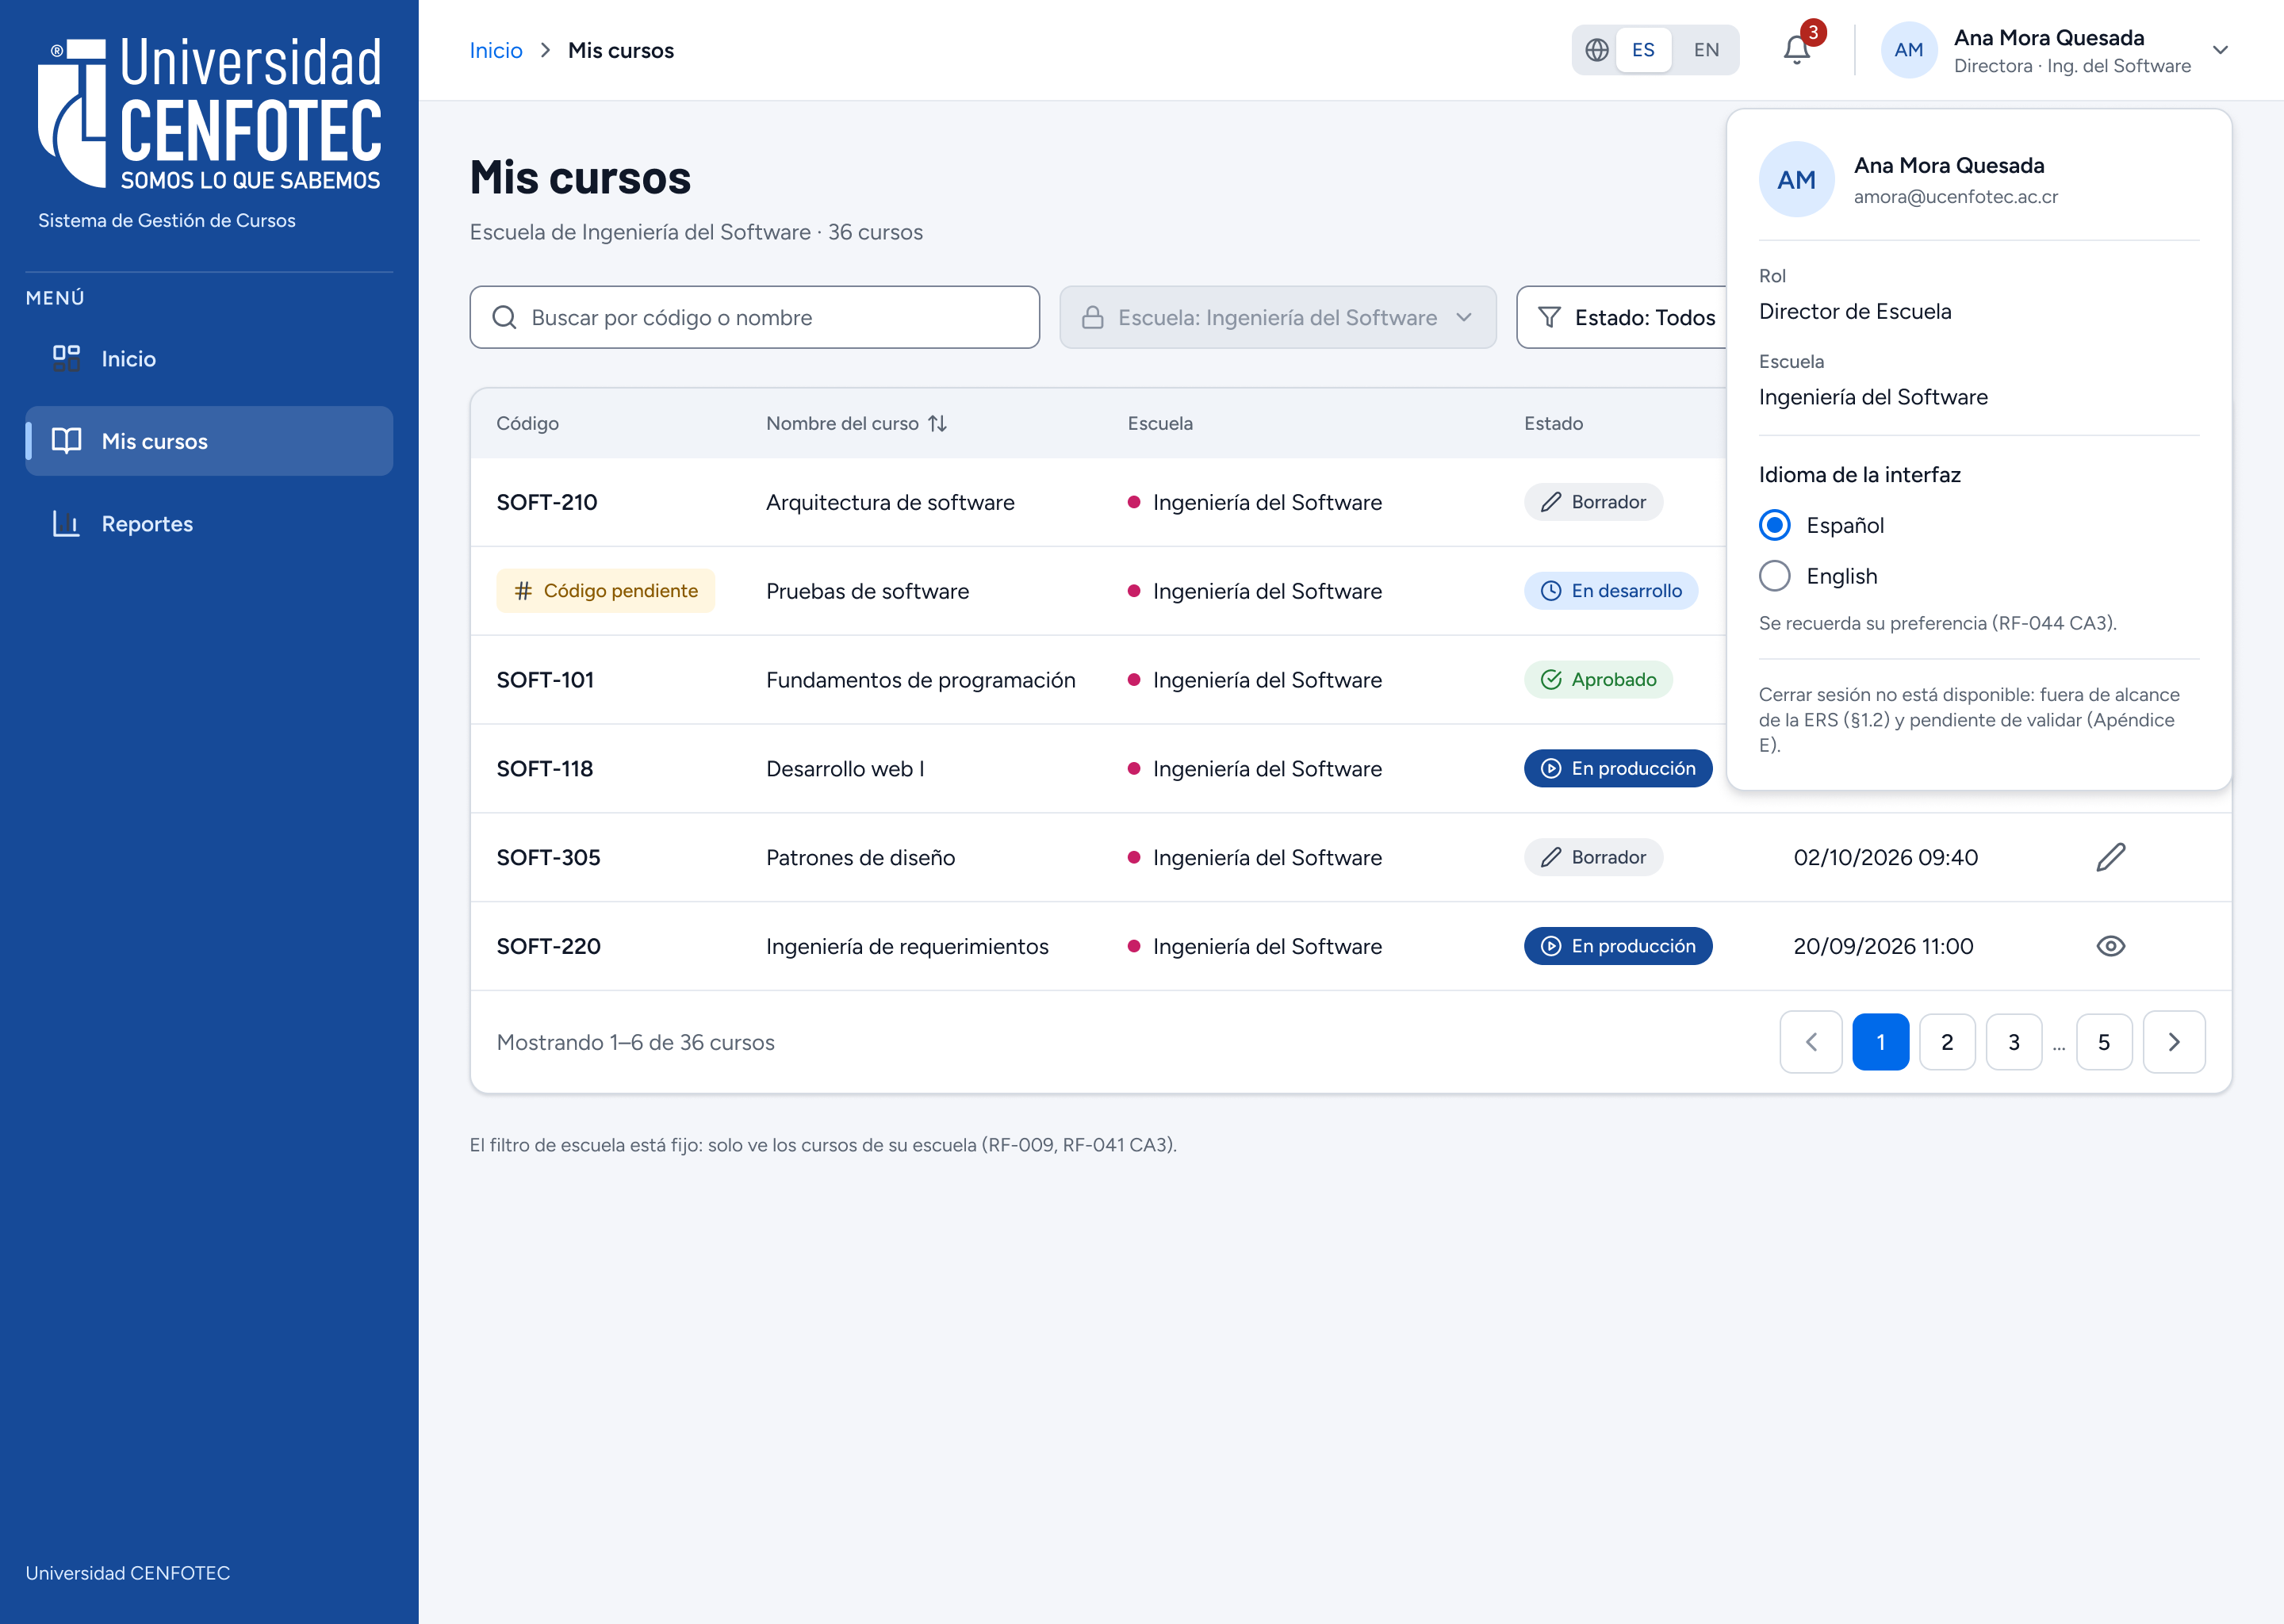 ®
Universidad
CENFOTEC
SOMOS LO QUE SABEMOS
Sistema de Gestión de Cursos
MENÚ
Inicio
Mis cursos
Reportes
Universidad CENFOTEC
Inicio > Mis cursos
ES EN
3
AM
Ana Mora Quesada
Directora · Ing. del Software
Mis cursos
Escuela de Ingeniería del Software · 36 cursos
Buscar por código o nombre
Escuela: Ingeniería del Software
Estado: Todos
Código Nombre del curso Escuela Estado
SOFT-210 Arquitectura de software Ingeniería del Software Borrador
# Código pendiente Pruebas de software Ingeniería del Software En desarrollo
SOFT-101 Fundamentos de programación Ingeniería del Software Aprobado
SOFT-118 Desarrollo web I Ingeniería del Software En producción
SOFT-305 Patrones de diseño Ingeniería del Software Borrador 02/10/2026 09:40
SOFT-220 Ingeniería de requerimientos Ingeniería del Software En producción 20/09/2026 11:00
Mostrando 1–6 de 36 cursos
1 2 3 ... 5
El filtro de escuela está fijo: solo ve los cursos de su escuela (RF-009, RF-041 CA3).
AM
Ana Mora Quesada
amora@ucenfotec.ac.cr
Rol
Director de Escuela
Escuela
Ingeniería del Software
Idioma de la interfaz
Español
English
Se recuerda su preferencia (RF-044 CA3).
Cerrar sesión no está disponible: fuera de alcance
de la ERS (§1.2) y pendiente de validar (Apéndice
E).